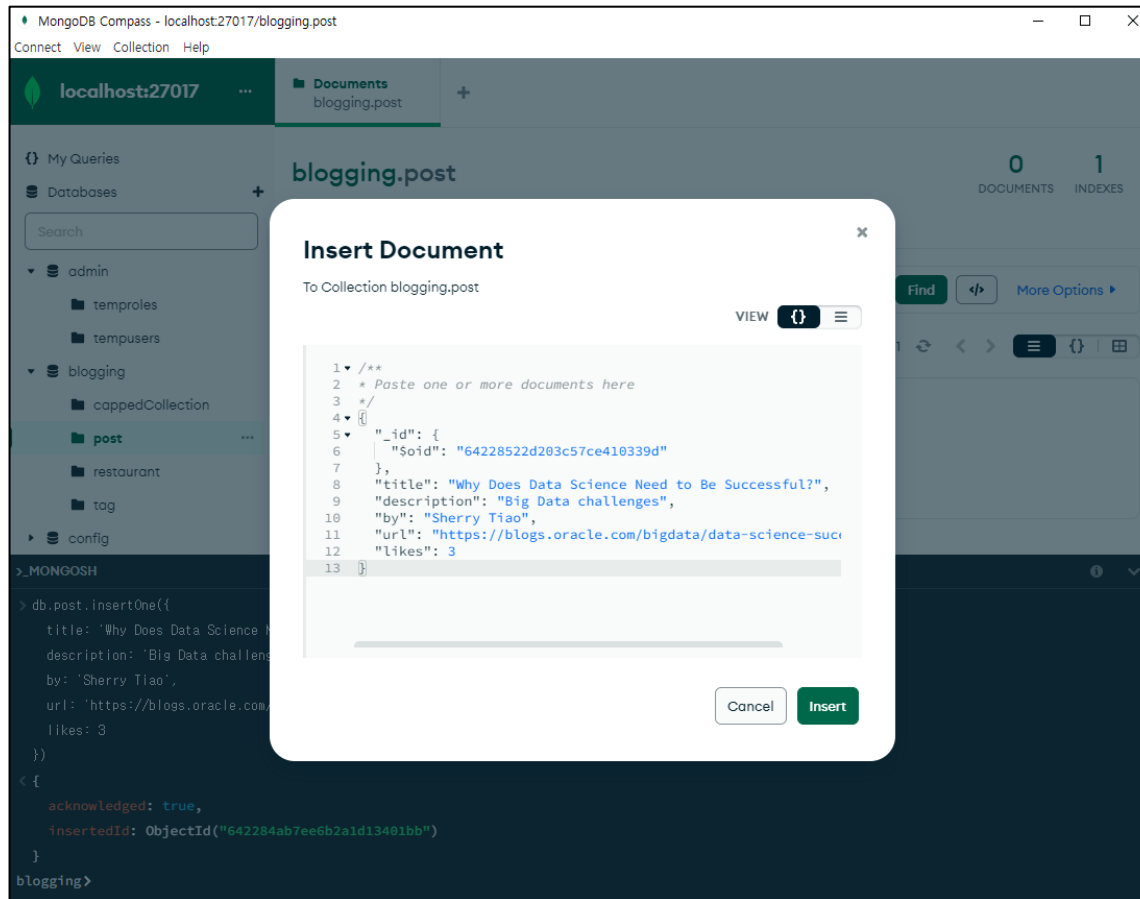 MongoDB Compass - localhost:27017/blogging.post
Connect View Collection Help
localhost:27017 ...
Documents
blogging.post
+
{} My Queries
Databases +
Search
admin
temproles
tempusers
blogging
cappedCollection
post ...
restaurant
tag
config
blogging.post
0
DOCUMENTS
1
INDEXES
Find
</>
More Options
1
{}
Insert Document
To Collection blogging.post
VIEW {}
1 /**
2 * Paste one or more documents here
3 */
4 {
5 "_id": {
6 "$oid": "64228522d203c57ce410339d"
7 },
8 "title": "Why Does Data Science Need to Be Successful?",
9 "description": "Big Data challenges",
10 "by": "Sherry Tiao",
11 "url": "https://blogs.oracle.com/bigdata/data-science-suc
12 "likes": 3
13 }
Cancel
Insert
>_MONGOSH
> db.post.insertOne({
title: 'Why Does Data Science
description: 'Big Data challeng
by: 'Sherry Tiao',
url: 'https://blogs.oracle.com/
likes: 3
})
< {
acknowledged: true,
insertedId: ObjectId("642284ab7ee6b2a1d13401bb")
}
blogging>